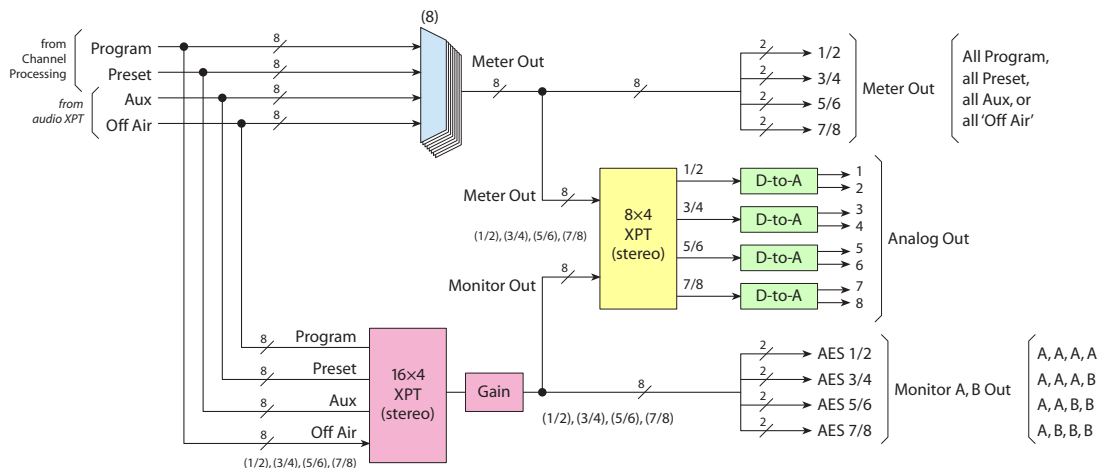 (8)
from
Channel
Processing
from
audio XPT
Program
Preset
Aux
Off Air
8
8
8
8
Meter Out
8
8
2
2
2
2
1/2
3/4
5/6
7/8
Meter Out
All Program,
all Preset,
all Aux, or
all ‘Off Air’
Meter Out
8
(1/2), (3/4), (5/6), (7/8)
Monitor Out
8
8×4
XPT
(stereo)
1/2
3/4
5/6
7/8
D-to-A
D-to-A
D-to-A
D-to-A
1
2
3
4
5
6
7
8
Analog Out
8
Program
8
Preset
8
Aux
8
Off Air
(1/2), (3/4), (5/6), (7/8)
16×4
XPT
(stereo)
Gain
8
(1/2), (3/4), (5/6), (7/8)
2
2
2
2
AES 1/2
AES 3/4
AES 5/6
AES 7/8
Monitor A, B Out
A, A, A, A
A, A, A, B
A, A, B, B
A, B, B, B